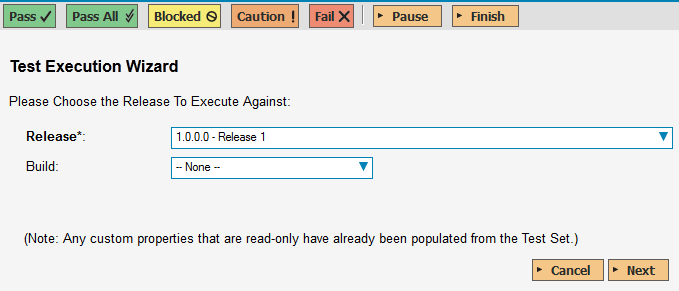 Pass Pass All Blocked Caution ! Fail Pause Finish
Test Execution Wizard
Please Choose the Release To Execute Against:
Release*: 1.0.0.0 - Release 1
Build: -- None --
(Note: Any custom properties that are read-only have already been populated from the Test Set.)
Cancel Next